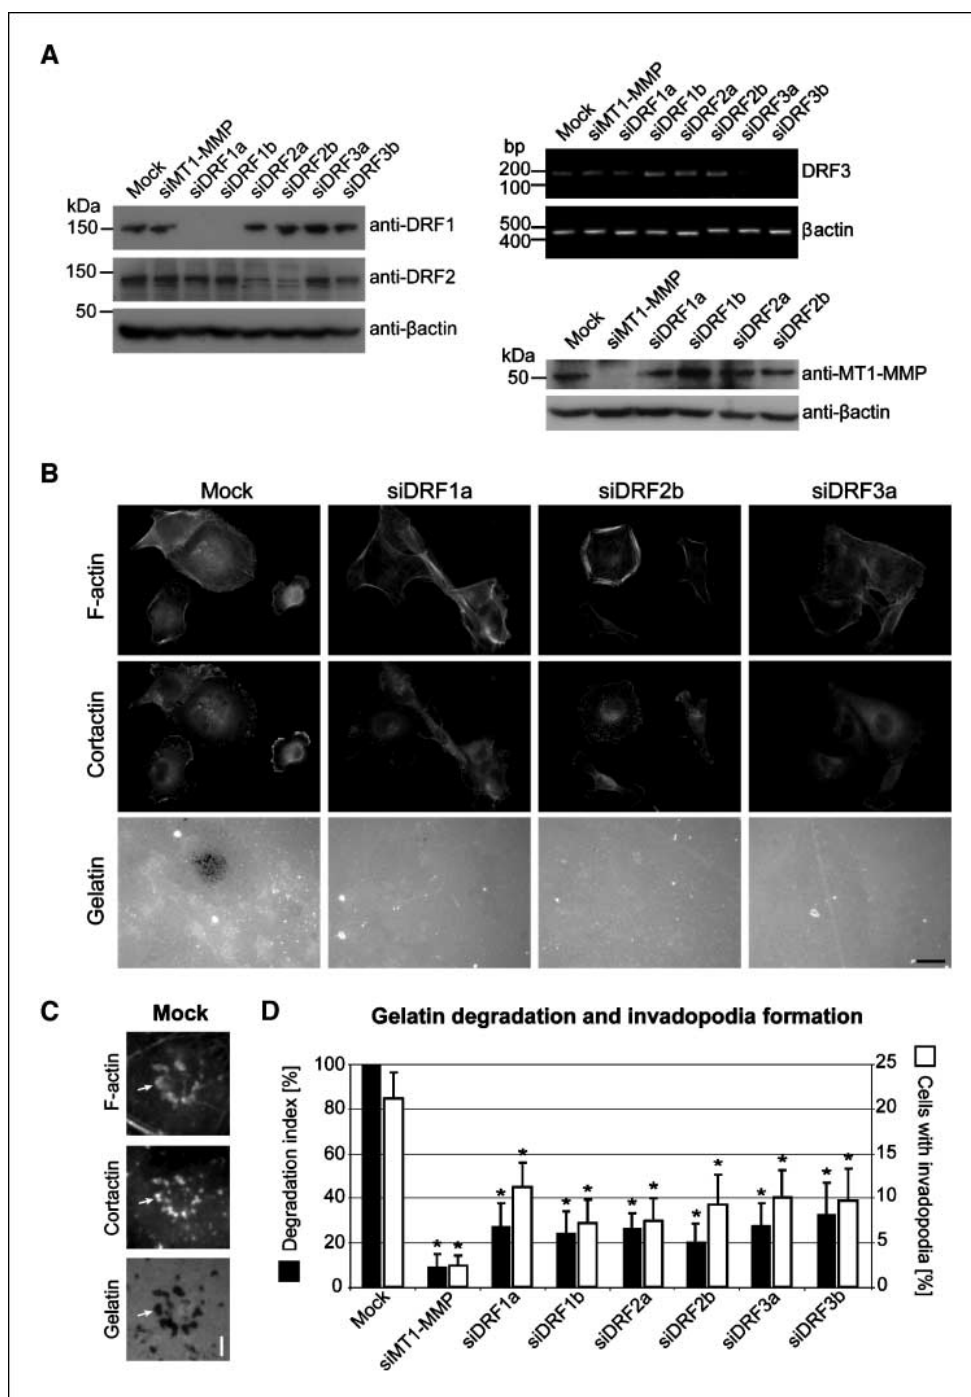 A
Mock
siMT1-MMP
siDRF1a
siDRF1b
siDRF2a
siDRF2b
siDRF3a
siDRF3b
kDa
150
anti-DRF1
150
anti-DRF2
50
anti-βactin
Mock
siMT1-MMP
siDRF1a
siDRF1b
siDRF2a
siDRF2b
siDRF3a
siDRF3b
bp
200
100
DRF3
500
400
βactin
Mock
siMT1-MMP
siDRF1a
siDRF1b
siDRF2a
siDRF2b
kDa
50
anti-MT1-MMP
anti-βactin
B
Mock siDRF1a siDRF2b siDRF3a
F-actin
Cortactin
Gelatin
C
Mock
F-actin
Cortactin
Gelatin
D
Gelatin degradation and invadopodia formation
Degradation index [%]
100
80
60
40
20
0
25
20
15
10
5
0
Cells with
invadopodia [%]
* * * * * * * * * * * * * *
Mock
siMT1-MMP
siDRF1a
siDRF1b
siDRF2a
siDRF2b
siDRF3a
siDRF3b